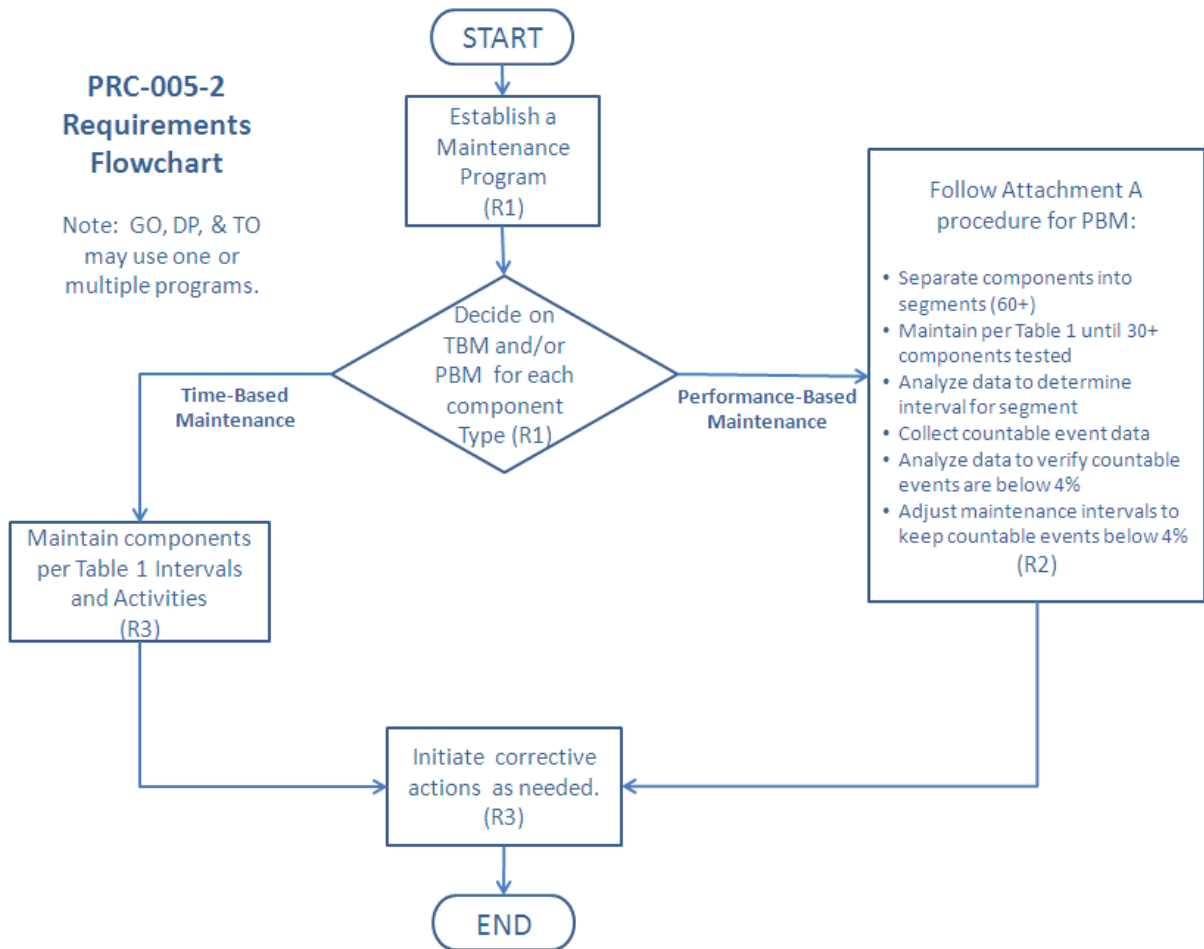 START
PRC-005-2
Requirements
Flowchart
Note: GO, DP, & TO
may use one or
multiple programs.
Establish a
Maintenance
Program
(R1)
Decide on
TBM and/or
PBM for each
component
Type (R1)
Time-Based
Maintenance
Performance-Based
Maintenance
Follow Attachment A
procedure for PBM:
• Separate components into
segments (60+)
• Maintain per Table 1 until 30+
components tested
• Analyze data to determine
interval for segment
• Collect countable event data
• Analyze data to verify countable
events are below 4%
• Adjust maintenance intervals to
keep countable events below 4%
(R2)
Maintain components
per Table 1 Intervals
and Activities
(R3)
Initiate corrective
actions as needed.
(R3)
END